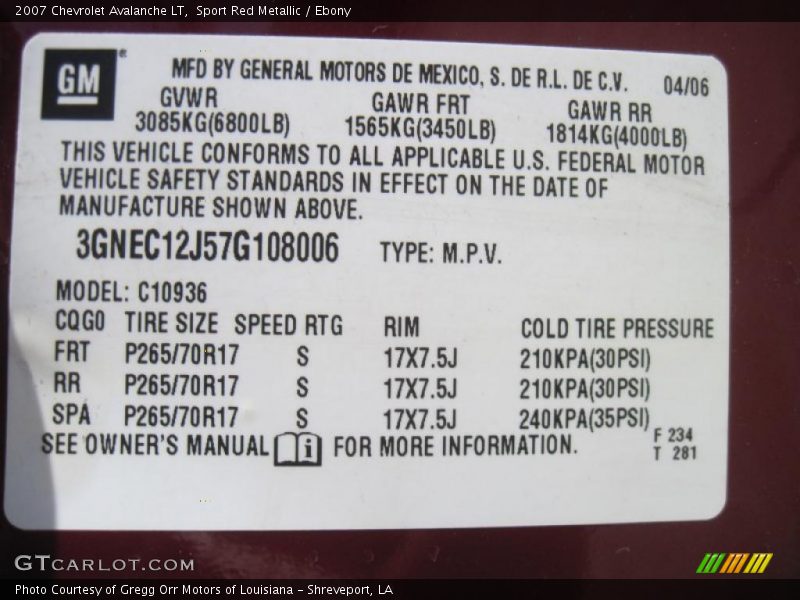 2007 Chevrolet Avalanche LT, Sport Red Metallic / Ebony
GM ®
MFD BY GENERAL MOTORS DE MEXICO, S. DE R.L. DE C.V. 04/06
GVWR GAWR FRT GAWR RR
3085KG(6800LB) 1565KG(3450LB) 1814KG(4000LB)
THIS VEHICLE CONFORMS TO ALL APPLICABLE U.S. FEDERAL MOTOR
VEHICLE SAFETY STANDARDS IN EFFECT ON THE DATE OF
MANUFACTURE SHOWN ABOVE.
3GNEC12J57G108006 TYPE: M.P.V.
MODEL: C10936
CQG0 TIRE SIZE SPEED RTG RIM COLD TIRE PRESSURE
FRT P265/70R17 S 17X7.5J 210KPA(30PSI)
RR P265/70R17 S 17X7.5J 210KPA(30PSI)
SPA P265/70R17 S 17X7.5J 240KPA(35PSI)
SEE OWNER'S MANUAL i FOR MORE INFORMATION.
F 234
T 281
GTCARLOT.COM
Photo Courtesy of Gregg Orr Motors of Louisiana - Shreveport, LA